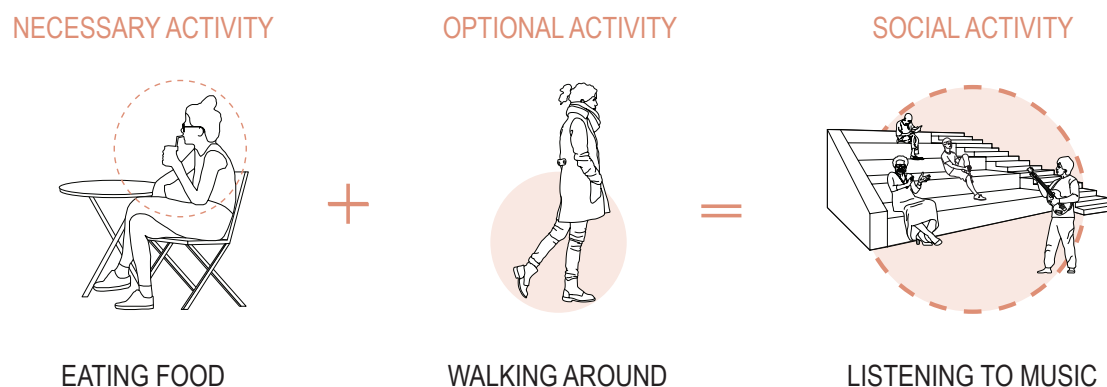 NECESSARY ACTIVITY
OPTIONAL ACTIVITY
SOCIAL ACTIVITY
+
=
EATING FOOD
WALKING AROUND
LISTENING TO MUSIC